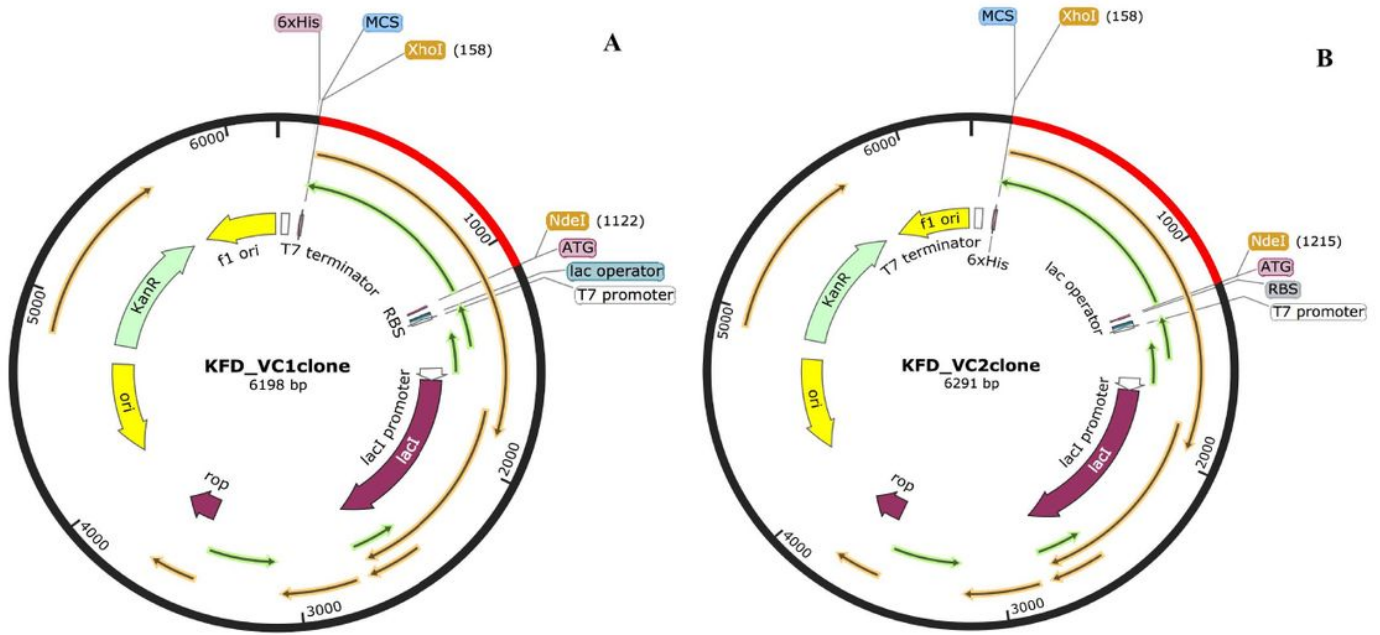 6xHis
MCS
XhoI (158)
A
6000
1000
NdeI (1122)
ATG
lac operator
T7 promoter
f1 ori
T7 terminator
KanR
5000
RBS
KFD_VC1clone
6198 bp
ori
lacI promoter
lacI
2000
rop
4000
3000
MCS
XhoI (158)
B
6000
1000
NdeI (1215)
ATG
RBS
T7 promoter
f1 ori
T7 terminator
6xHis
lac operator
KanR
5000
KFD_VC2clone
6291 bp
ori
lacI promoter
lacI
2000
rop
4000
3000